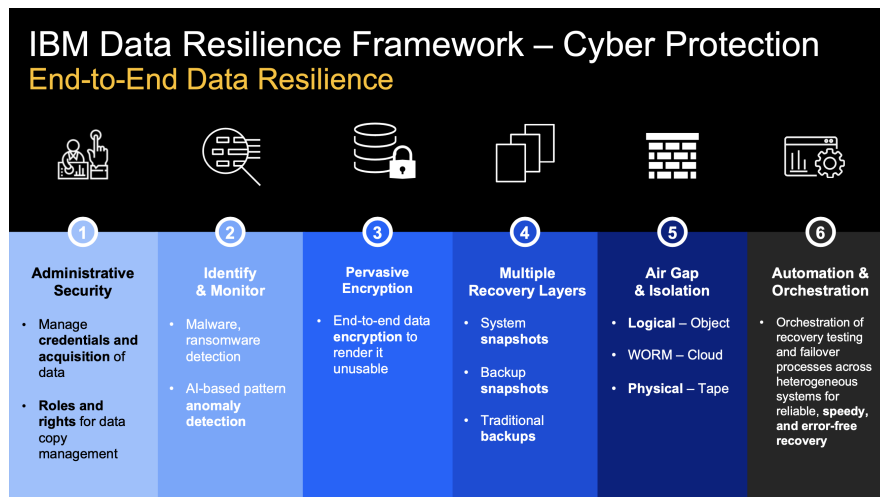 IBM Data Resilience Framework – Cyber Protection
End-to-End Data Resilience
1
Administrative
Security
• Manage
credentials and
acquisition of
data
• Roles and
rights for data
copy
management
2
Identify
& Monitor
• Malware,
ransomware
detection
• AI-based pattern
anomaly
detection
3
Pervasive
Encryption
• End-to-end data
encryption to
render it
unusable
4
Multiple
Recovery Layers
• System
snapshots
• Backup
snapshots
• Traditional
backups
5
Air Gap
& Isolation
• Logical – Object
• WORM – Cloud
• Physical – Tape
6
Automation &
Orchestration
• Orchestration of
recovery testing
and failover
processes across
heterogeneous
systems for
reliable, speedy,
and error-free
recovery